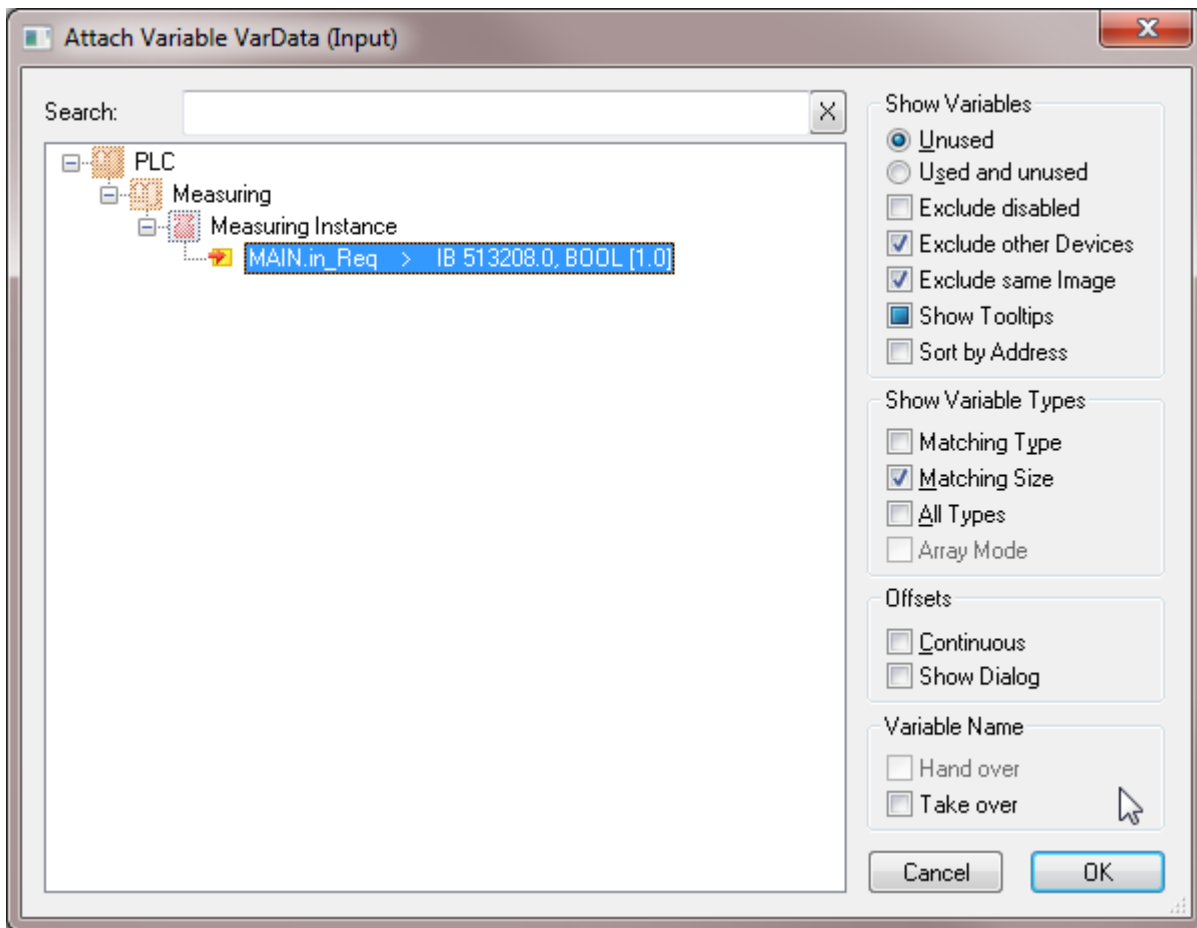 Attach Variable VarData (Input)
Search:
PLC
Measuring
Measuring Instance
MAIN.in_Req > IB 513208.0, BOOL [1.0]
Show Variables
Unused
Used and unused
Exclude disabled
Exclude other Devices
Exclude same Image
Show Tooltips
Sort by Address
Show Variable Types
Matching Type
Matching Size
All Types
Array Mode
Offsets
Continuous
Show Dialog
Variable Name
Hand over
Take over
Cancel
OK